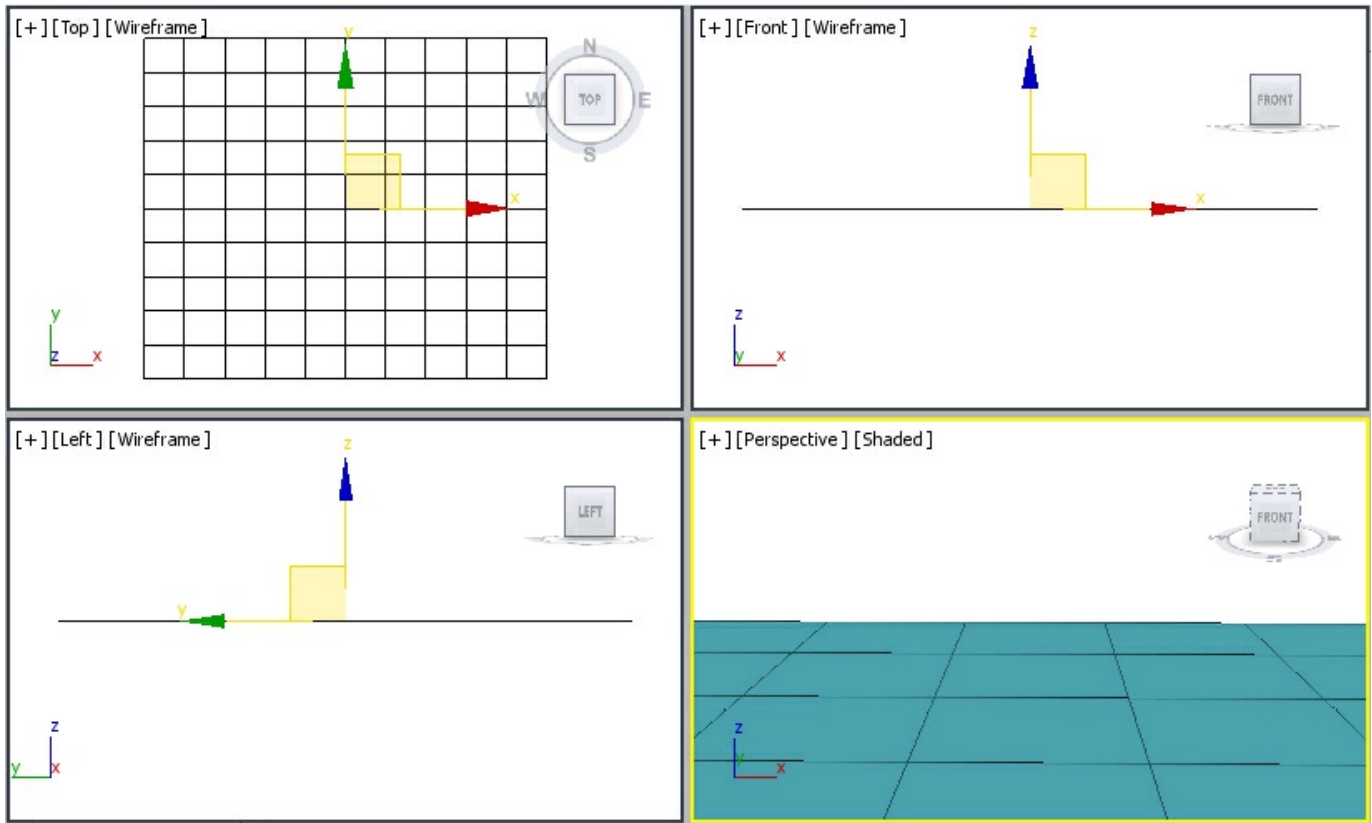 [+] [Top] [Wireframe]
y
N
W
TOP
E
S
x
y
z
x
[+] [Front] [Wireframe]
z
FRONT
x
z
y
x
[+] [Left] [Wireframe]
z
LEFT
y
z
y
x
[+] [Perspective] [Shaded]
FRONT
z
y
x